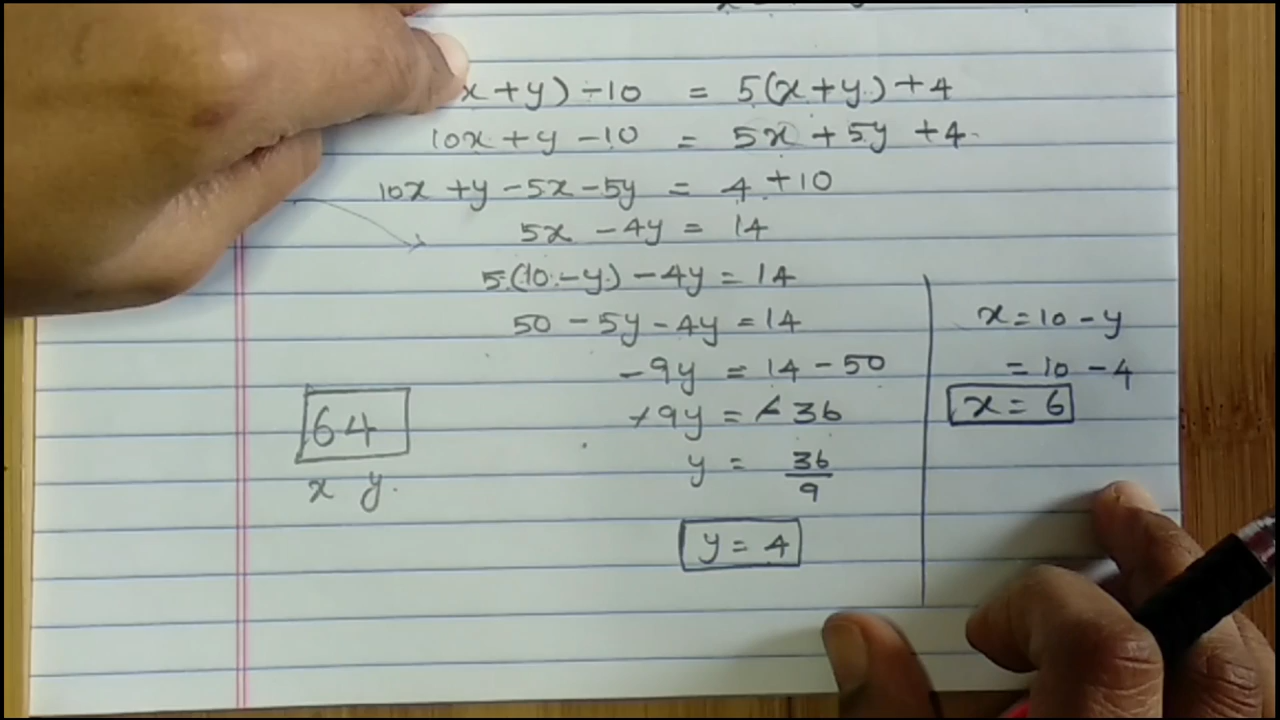 x + y) - 10 = 5(x + y) + 4
10x + y - 10 = 5x + 5y + 4
10x + y - 5x - 5y = 4 + 10
5x - 4y = 14
5(10 - y) - 4y = 14
50 - 5y - 4y = 14
-9y = 14 - 50
-9y = -36
y = 36/9
y = 4
x = 10 - y
= 10 - 4
x = 6
64
x y